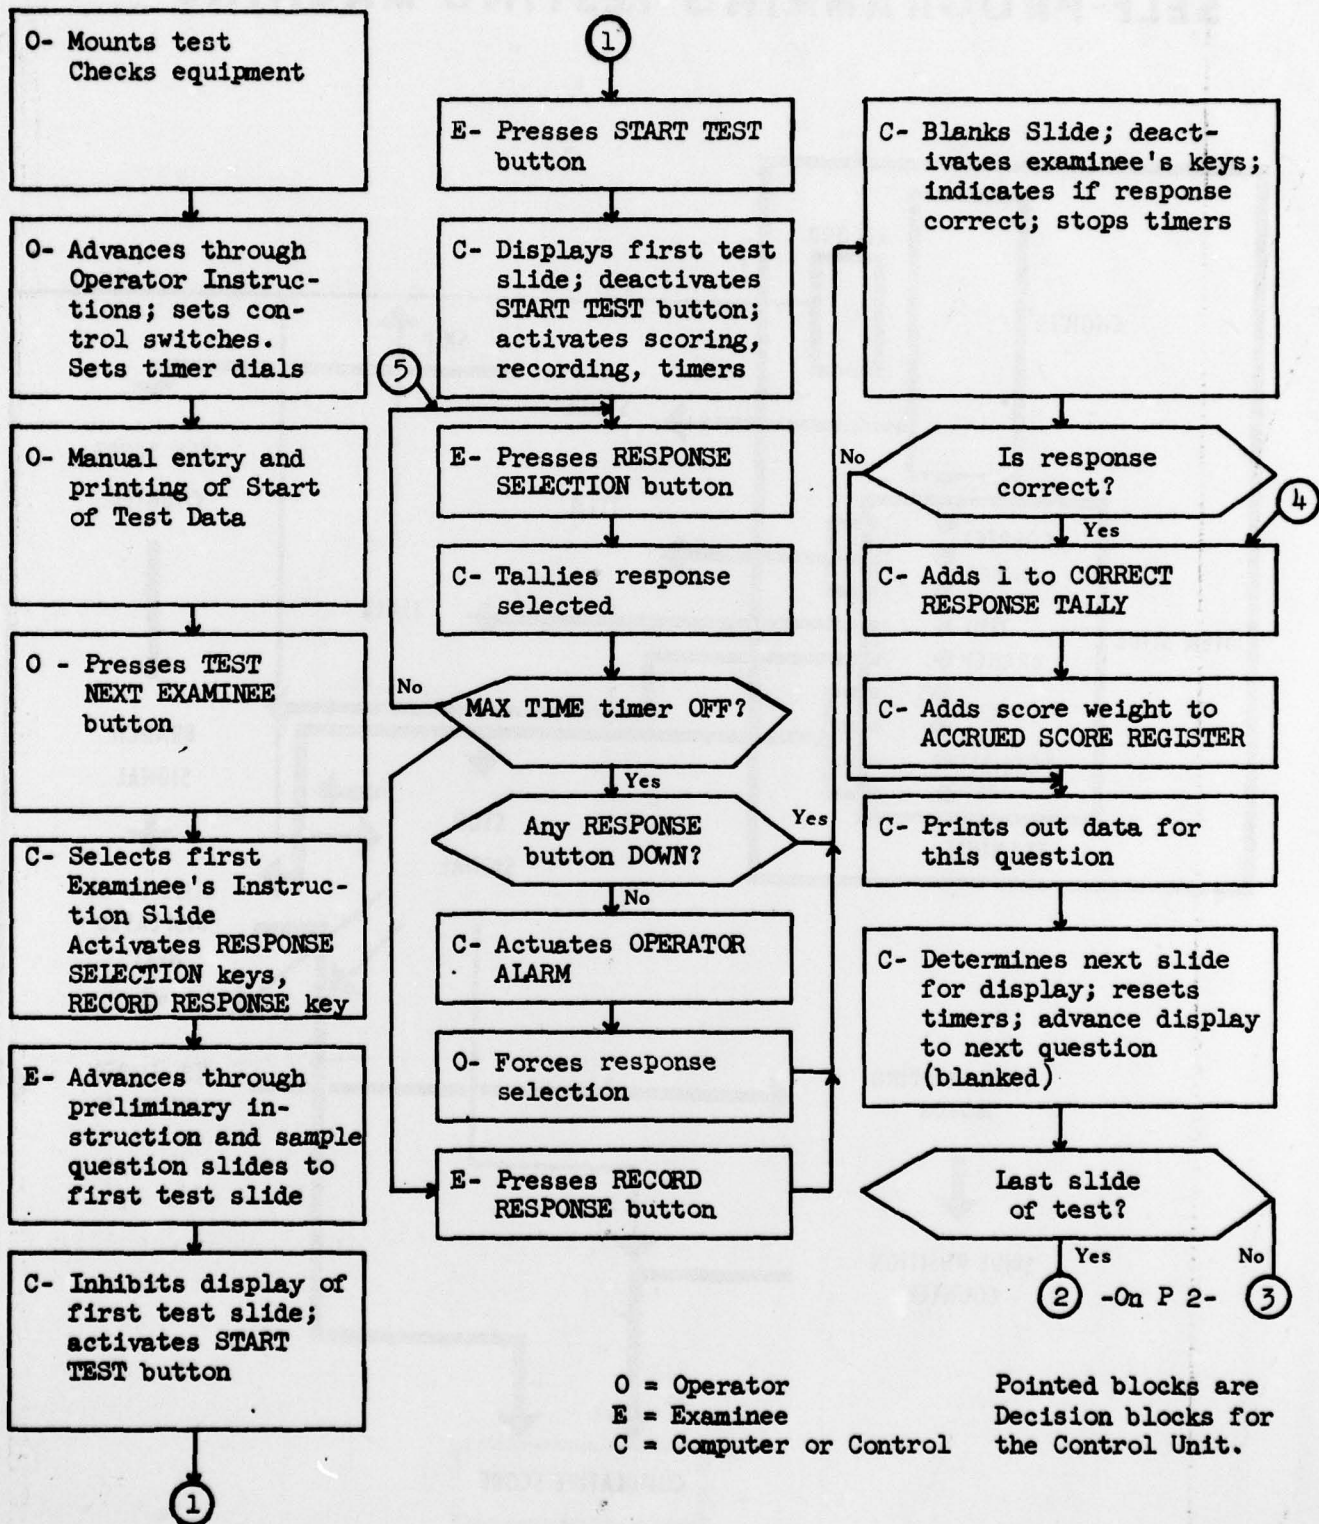 O- Mounts test
Checks equipment
O- Advances through
Operator Instruc-
tions; sets con-
trol switches.
Sets timer dials
O- Manual entry and
printing of Start
of Test Data
O - Presses TEST
NEXT EXAMINEE
button
C- Selects first
Examinee's Instruc-
tion Slide
Activates RESPONSE
SELECTION keys,
RECORD RESPONSE key
E- Advances through
preliminary in-
struction and sample
question slides to
first test slide
C- Inhibits display of
first test slide;
activates START
TEST button
1
1
E- Presses START TEST
button
C- Displays first test
slide; deactivates
START TEST button;
activates scoring,
recording, timers
5
E- Presses RESPONSE
SELECTION button
C- Tallies response
selected
No
MAX TIME timer OFF?
Yes
Any RESPONSE
button DOWN?
Yes
No
C- Actuates OPERATOR
ALARM
O- Forces response
selection
E- Presses RECORD
RESPONSE button
C- Blanks Slide; deact-
ivates examinee's keys;
indicates if response
correct; stops timers
No
Is response
correct?
4
Yes
C- Adds 1 to CORRECT
RESPONSE TALLY
C- Adds score weight to
ACCRUED SCORE REGISTER
C- Prints out data for
this question
C- Determines next slide
for display; resets
timers; advance display
to next question
(blanked)
Last slide
of test?
Yes
No
2 -On P 2- 3
O = Operator
E = Examinee
C = Computer or Control
Pointed blocks are
Decision blocks for
the Control Unit.